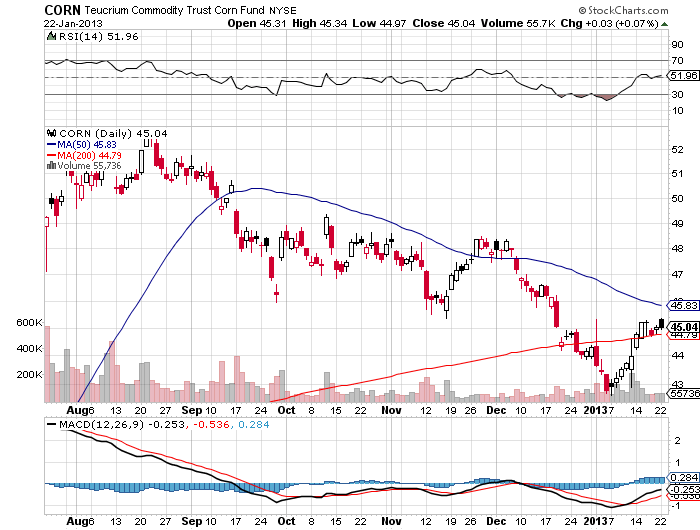 CORN Teucrium Commodity Trust Corn Fund NYSE
© StockCharts.com
22-Jan-2013 Open 45.31 High 45.34 Low 44.97 Close 45.04 Volume 55.7K Chg +0.03 (+0.07%)
RSI(14) 51.96
90
70
51.96
30
10
CORN (Daily) 45.04
MA(50) 45.83
MA(200) 44.79
Volume 55,736
52
51
50
49
48
47
46
45.83
45.04
44.79
44
43
600K
400K
200K
55736
Aug 6 13 20 27 Sep 10 17 24 Oct 8 15 22 Nov 12 19 26 Dec 10 17 24 2013 7 14 22
MACD(12,26,9) -0.253, -0.536, 0.284
2
1
0.284
-0.253
-0.536
-1
Aug 6 13 20 27 Sep 10 17 24 Oct 8 15 22 Nov 12 19 26 Dec 10 17 24 2013 7 14 22